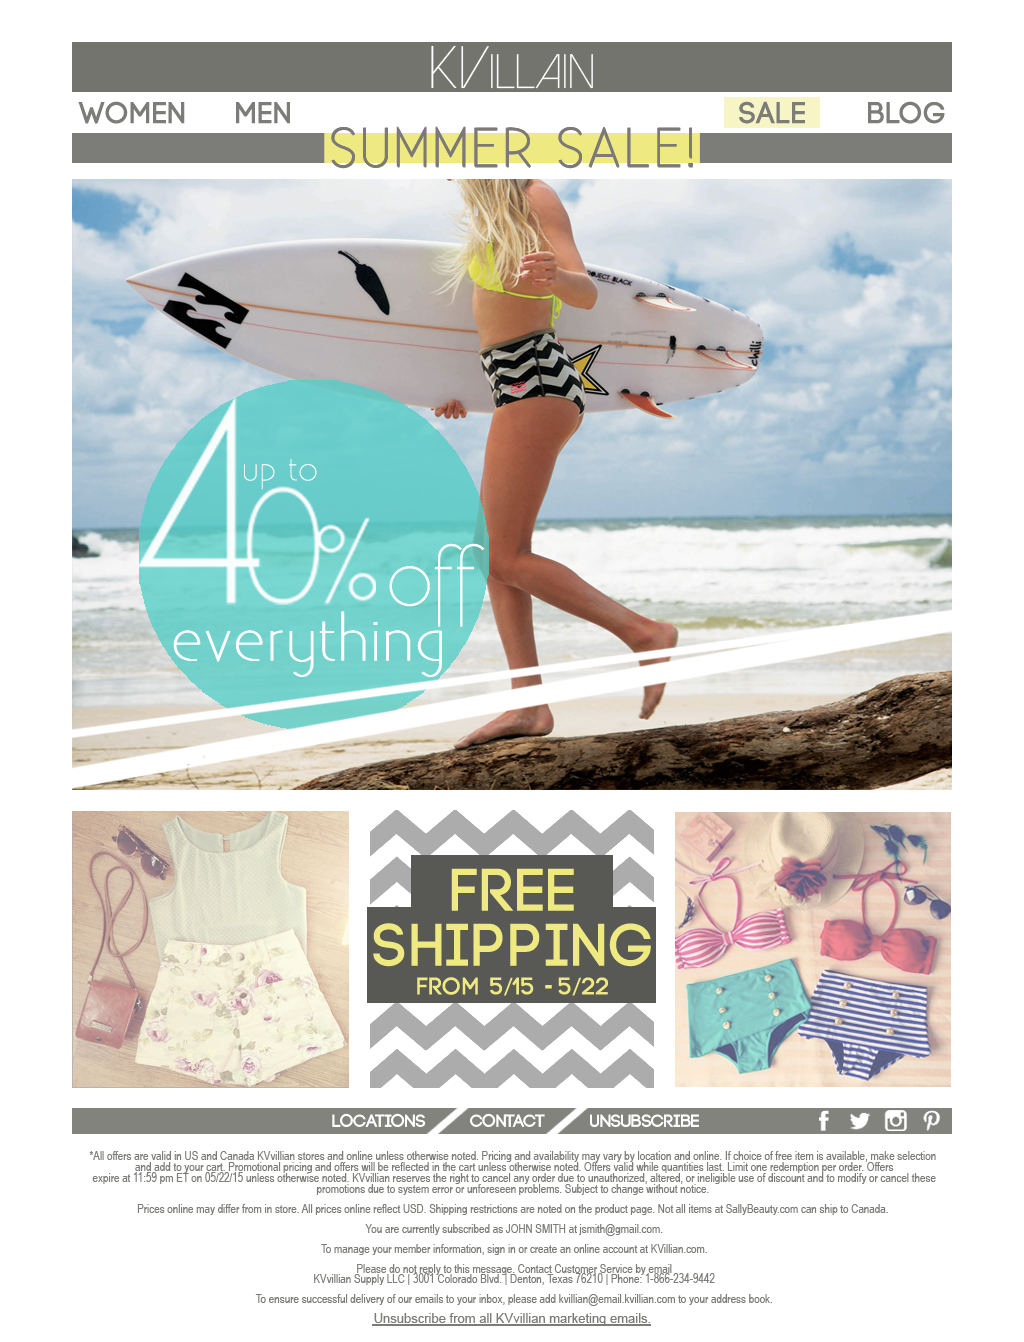 KVILLAIN
WOMEN MEN SALE BLOG
SUMMER SALE!
PROJECT BLACK
chilli
up to
40% off
everything
FREE
SHIPPING
FROM 5/15 - 5/22
LOCATIONS CONTACT UNSUBSCRIBE
*All offers are valid in US and Canada KVvillian stores and online unless otherwise noted. Pricing and availability may vary by location and online. If choice of free item is available, make selection
and add to your cart. Promotional pricing and offers will be reflected in the cart unless otherwise noted. Offers valid while quantities last. Limit one redemption per order. Offers
expire at 11:59 pm ET on 05/22/15 unless otherwise noted. KVvillian reserves the right to cancel any order due to unauthorized, altered, or ineligible use of discount and to modify or cancel these
promotions due to system error or unforeseen problems. Subject to change without notice.
Prices online may differ from in store. All prices online reflect USD. Shipping restrictions are noted on the product page. Not all items at SallyBeauty.com can ship to Canada.
You are currently subscribed as JOHN SMITH at jsmith@gmail.com.
To manage your member information, sign in or create an online account at KVillian.com.
Please do not reply to this message. Contact Customer Service by email
KVvillian Supply LLC | 3001 Colorado Blvd. | Denton, Texas 76210 | Phone: 1-866-234-9442
To ensure successful delivery of our emails to your inbox, please add kvillian@email.kvillian.com to your address book.
Unsubscribe from all KVvillian marketing emails.